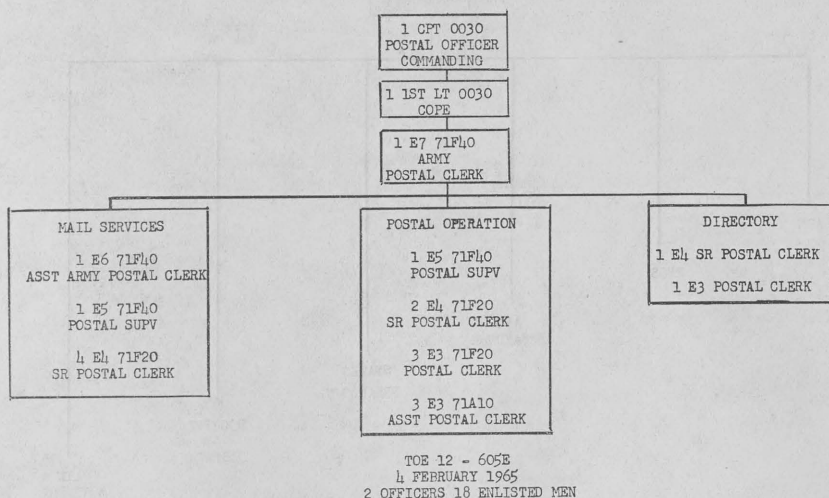 1 CPT 0030
POSTAL OFFICER
COMMANDING
1 1ST LT 0030
COPE
1 E7 71F40
ARMY
POSTAL CLERK
MAIL SERVICES
1 E6 71F40
ASST ARMY POSTAL CLERK
1 E5 71F40
POSTAL SUPV
4 E4 71F20
SR POSTAL CLERK
POSTAL OPERATION
1 E5 71F40
POSTAL SUPV
2 E4 71F20
SR POSTAL CLERK
3 E3 71F20
POSTAL CLERK
3 E3 71A10
ASST POSTAL CLERK
DIRECTORY
1 E4 SR POSTAL CLERK
1 E3 POSTAL CLERK
TOE 12 - 605E
4 FEBRUARY 1965
2 OFFICERS 18 ENLISTED MEN